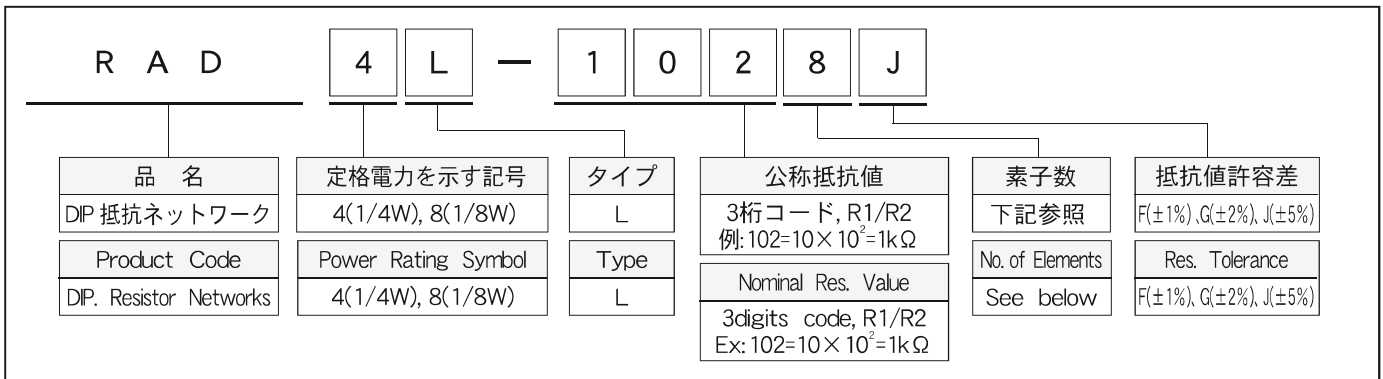 RAD 4L-1028J
品 名
DIP 抵抗ネットワーク
Product Code
DIP. Resistor Networks
定格電力を示す記号
4(1/4W), 8(1/8W)
Power Rating Symbol
4(1/4W), 8(1/8W)
タイプ
L
Type
L
公称抵抗値
3桁コード, R1/R2
例:102=10×10²=1kΩ
Nominal Res. Value
3digits code, R1/R2
Ex:102=10×10²=1kΩ
素子数
下記参照
No. of Elements
See below
抵抗値許容差
F(±1%)、G(±2%)、J(±5%)
Res. Tolerance
F(±1%)、G(±2%)、J(±5%)